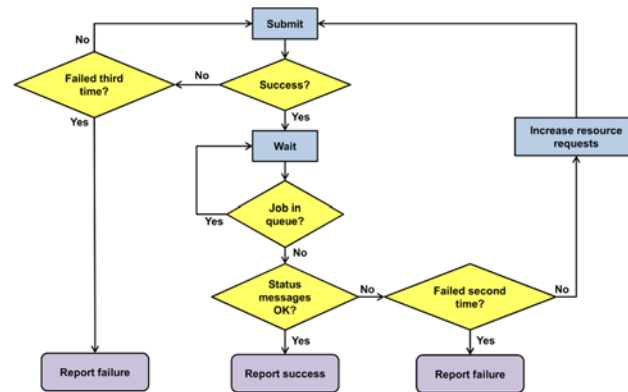 Submit
No
Failed third
time?
No
Success?
Yes
Yes
Increase resource
requests
Wait
Job in
queue?
Yes
No
Status
messages
OK?
No
Failed second
time?
No
Yes
Yes
Report failure
Report success
Report failure